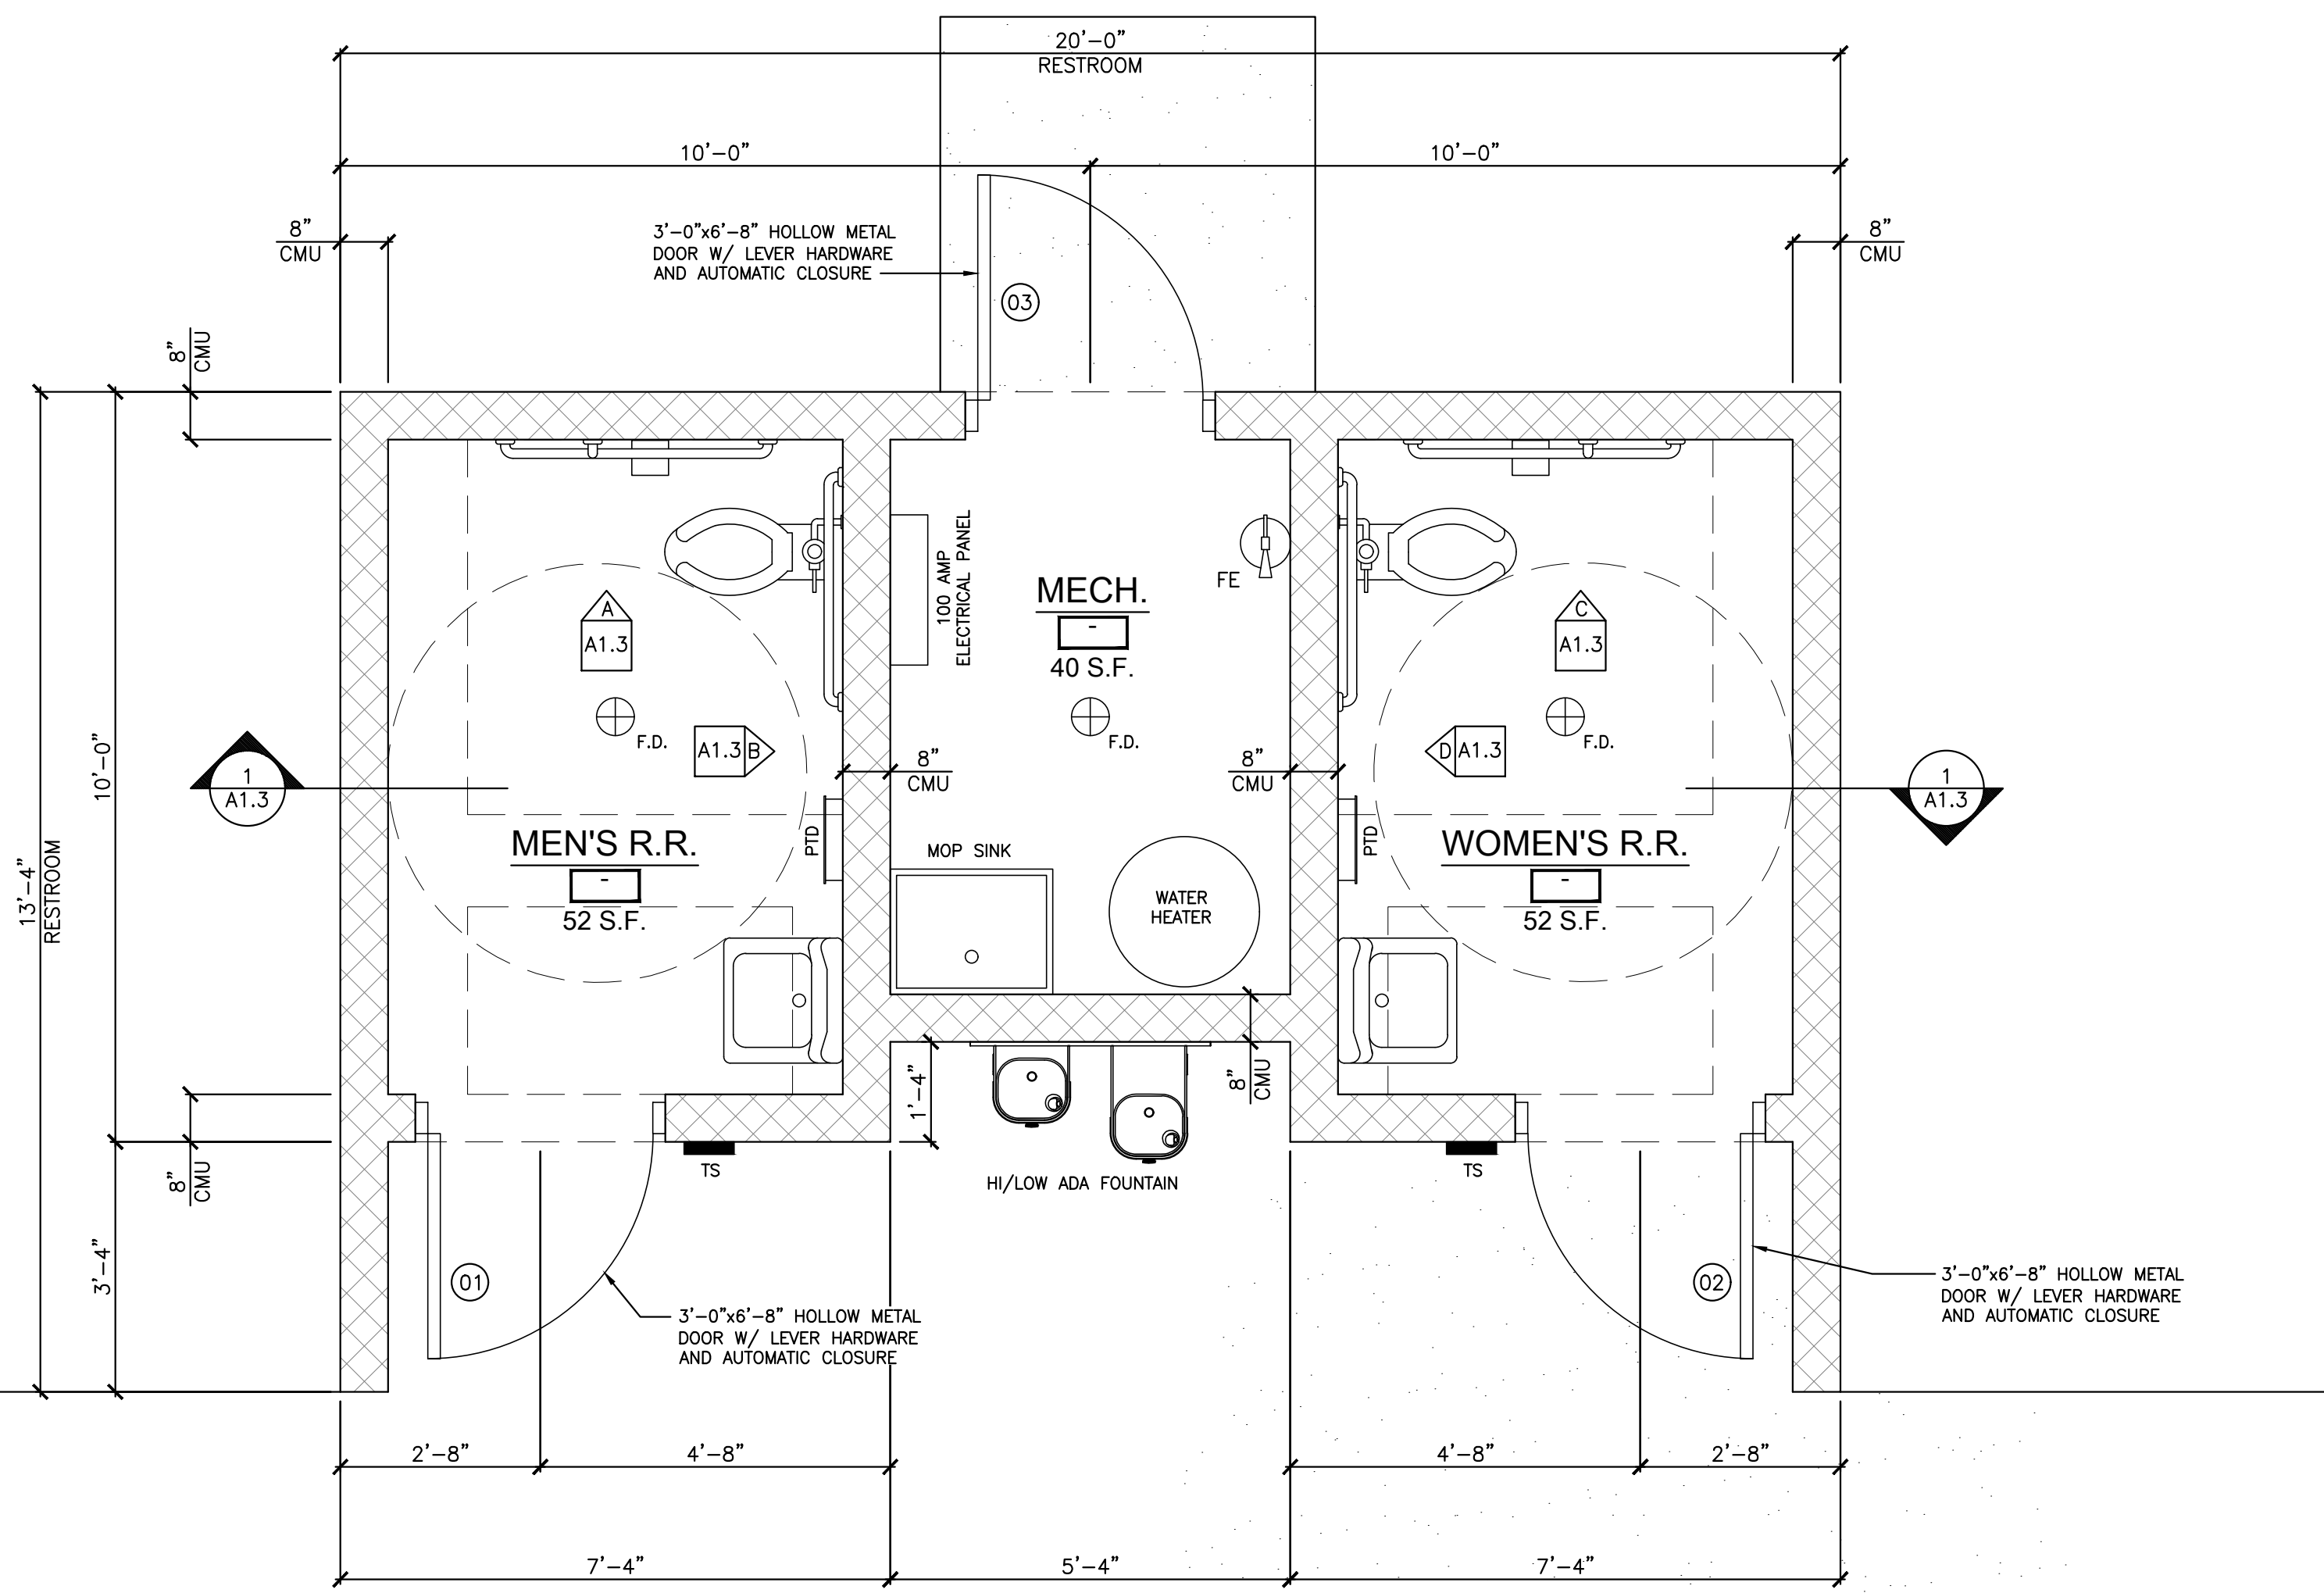 20'-0"
RESTROOM
10'-0"
10'-0"
8"
CMU
3'-0"x6'-8" HOLLOW METAL
DOOR W/ LEVER HARDWARE
AND AUTOMATIC CLOSURE
8"
CMU
03
8"
CMU
A
A1.3
100 AMP
ELECTRICAL PANEL
FE
MECH.
-
40 S.F.
C
A1.3
F.D.
F.D.
F.D.
A1.3
B
D
A1.3
8"
CMU
8"
CMU
1
A1.3
1
A1.3
10'-0"
13'-4"
RESTROOM
MEN'S R.R.
-
52 S.F.
PTD
MOP SINK
WATER
HEATER
PTD
WOMEN'S R.R.
-
52 S.F.
1'-4"
8"
CMU
8"
CMU
TS
HI/LOW ADA FOUNTAIN
TS
3'-4"
01
02
3'-0"x6'-8" HOLLOW METAL
DOOR W/ LEVER HARDWARE
AND AUTOMATIC CLOSURE
3'-0"x6'-8" HOLLOW METAL
DOOR W/ LEVER HARDWARE
AND AUTOMATIC CLOSURE
2'-8"
4'-8"
4'-8"
2'-8"
7'-4"
5'-4"
7'-4"